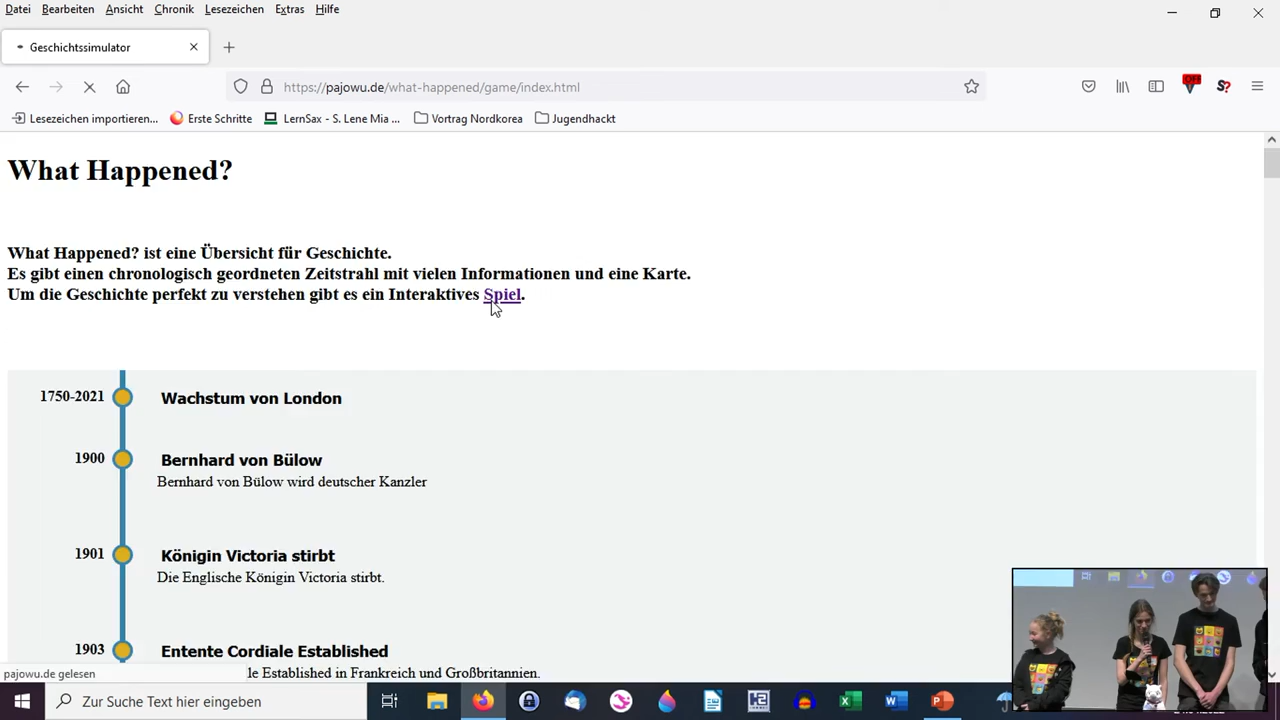 Datei Bearbeiten Ansicht Chronik Lesezeichen Extras Hilfe
Geschichtssimulator
https://pajowu.de/what-happened/game/index.html
OFF
S?
Lesezeichen importieren... Erste Schritte LernSax - S. Lene Mia ... Vortrag Nordkorea Jugendhackt
What Happened?
What Happened? ist eine Übersicht für Geschichte.
Es gibt einen chronologisch geordneten Zeitstrahl mit vielen Informationen und eine Karte.
Um die Geschichte perfekt zu verstehen gibt es ein Interaktives Spiel.
1750-2021 Wachstum von London
1900 Bernhard von Bülow
Bernhard von Bülow wird deutscher Kanzler
1901 Königin Victoria stirbt
Die Englische Königin Victoria stirbt.
1903 Entente Cordiale Established
pajowu.de gelesen le Established in Frankreich und Großbritannien.
Zur Suche Text hier eingeben